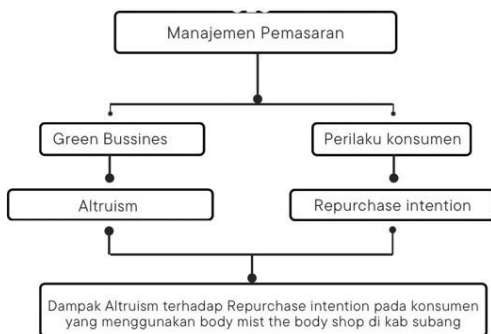 Manajemen Pemasaran
Green Bussines
Perilaku konsumen
Altruism
Repurchase intention
Dampak Altruism terhadap Repurchase intention pada konsumen
yang menggunakan body mist the body shop di kab subang